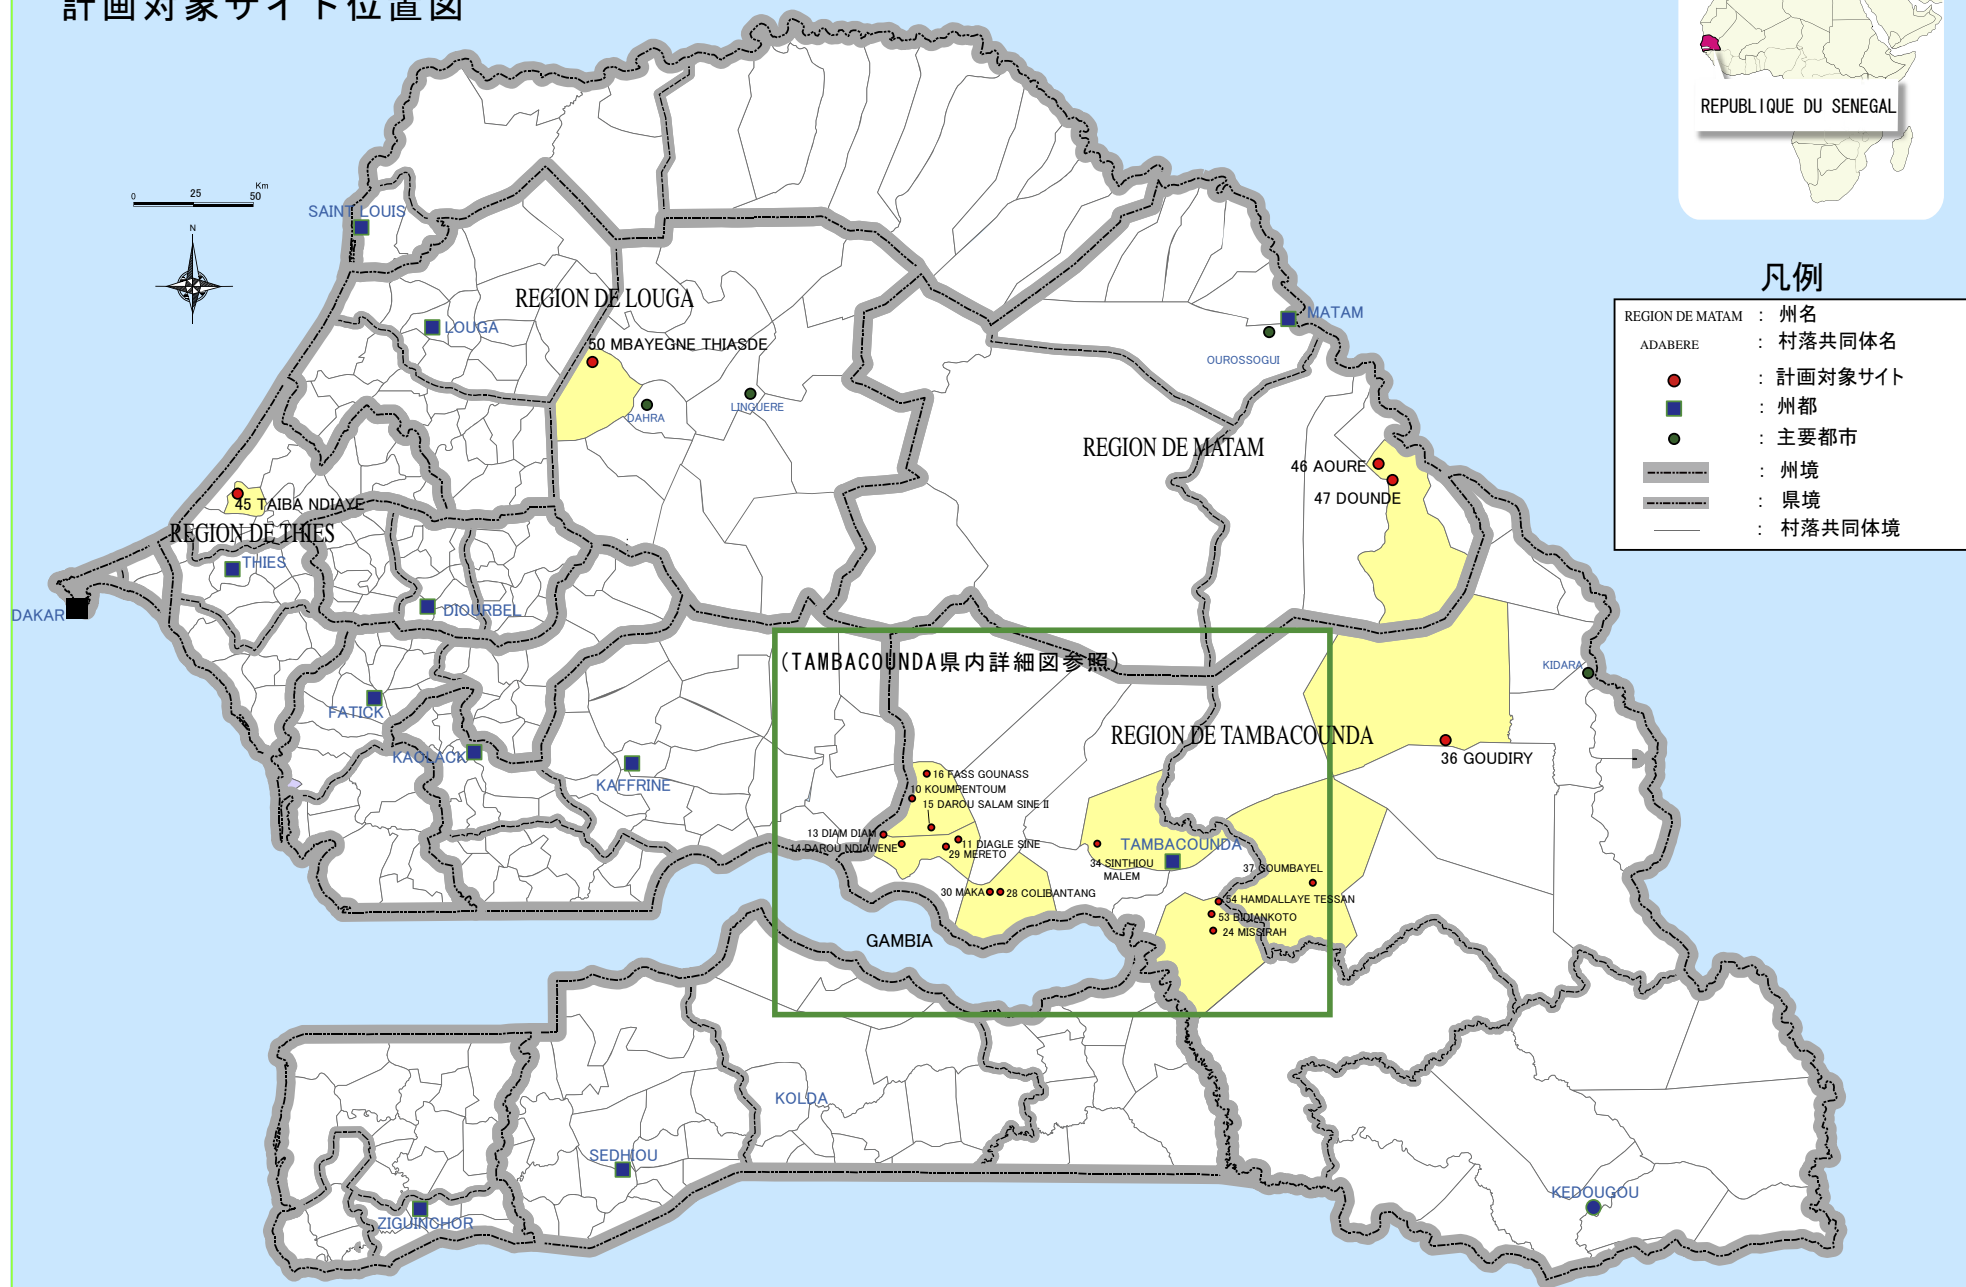 計画対象サイト位置図
REPUBLIQUE DU SENEGAL
0 25 50 Km
N
凡例
REGION DE MATAM : 州名
ADABERE : 村落共同体名
: 計画対象サイト
: 州都
: 主要都市
: 州境
: 県境
: 村落共同体境
SAINT LOUIS
REGION DE LOUGA
LOUGA
MATAM
50 MBAYEGNE THIASDE
OUROSSOGUI
DAHRA
LINGUERE
REGION DE MATAM
46 AOURE
47 DOUNDE
45 TAIBA NDIAYE
REGION DE THIES
THIES
DAKAR
DIOURBEL
(TAMBACOUNDA県内詳細図参照)
KIDARA
FATICK
REGION DE TAMBACOUNDA
KAOLACK
36 GOUDIRY
KAFFRINE
16 FASS GOUNASS
10 KOUMPENTOUM
15 DAROU SALAM SINE II
13 DIAM DIAM
14 DAROU NDIAWENE
11 DIAGLE SINE
29 MERETO
TAMBACOUNDA
34 SINTHIOU
MALEM
37 GOUMBAYEL
30 MAKA
28 COLIBANTANG
54 HAMDALLAYE TESSAN
53 BIDIANKOTO
24 MISSIRAH
GAMBIA
KOLDA
SEDHIOU
KEDOUGOU
ZIGUINCHOR